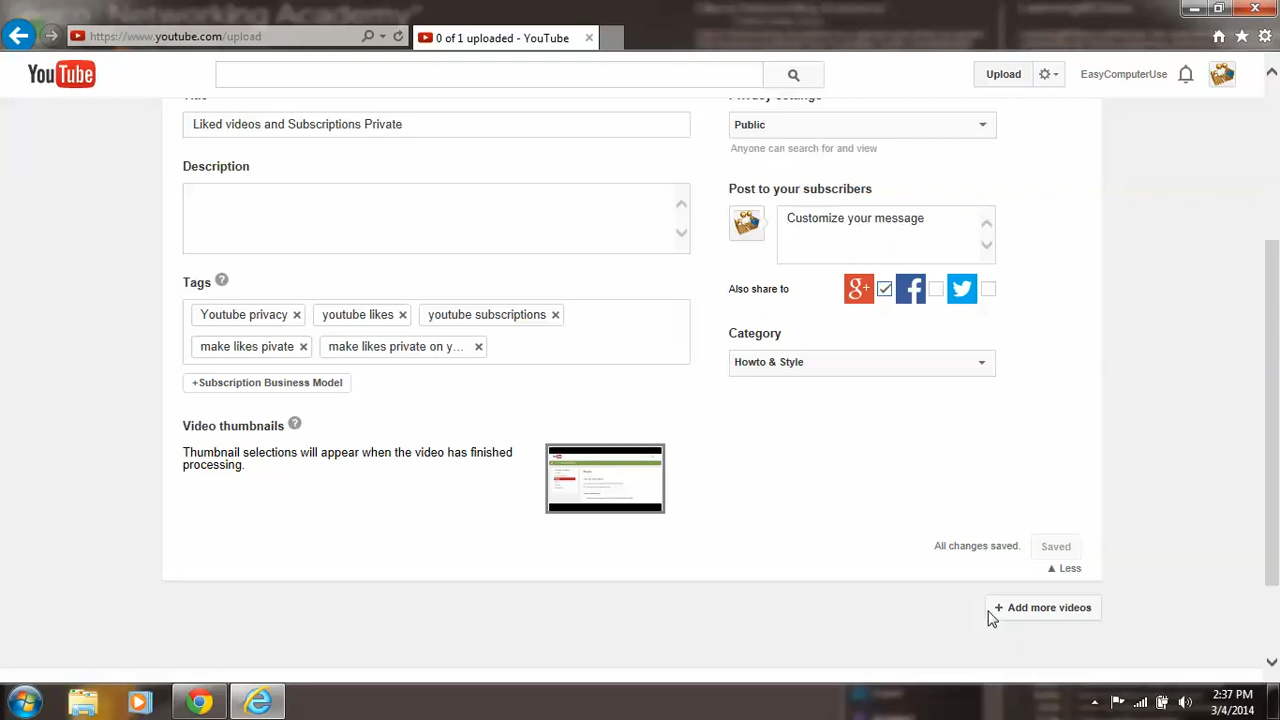 https://www.youtube.com/upload
0 of 1 uploaded - YouTube
YouTube
Upload
EasyComputerUse
Liked videos and Subscriptions Private
Public
Anyone can search for and view
Description
Post to your subscribers
Customize your message
Tags
Also share to
Youtube privacy
youtube likes
youtube subscriptions
make likes pivate
make likes private on y...
Category
Howto & Style
+Subscription Business Model
Video thumbnails
Thumbnail selections will appear when the video has finished
processing.
All changes saved.
Saved
Less
+ Add more videos
2:37 PM
3/4/2014